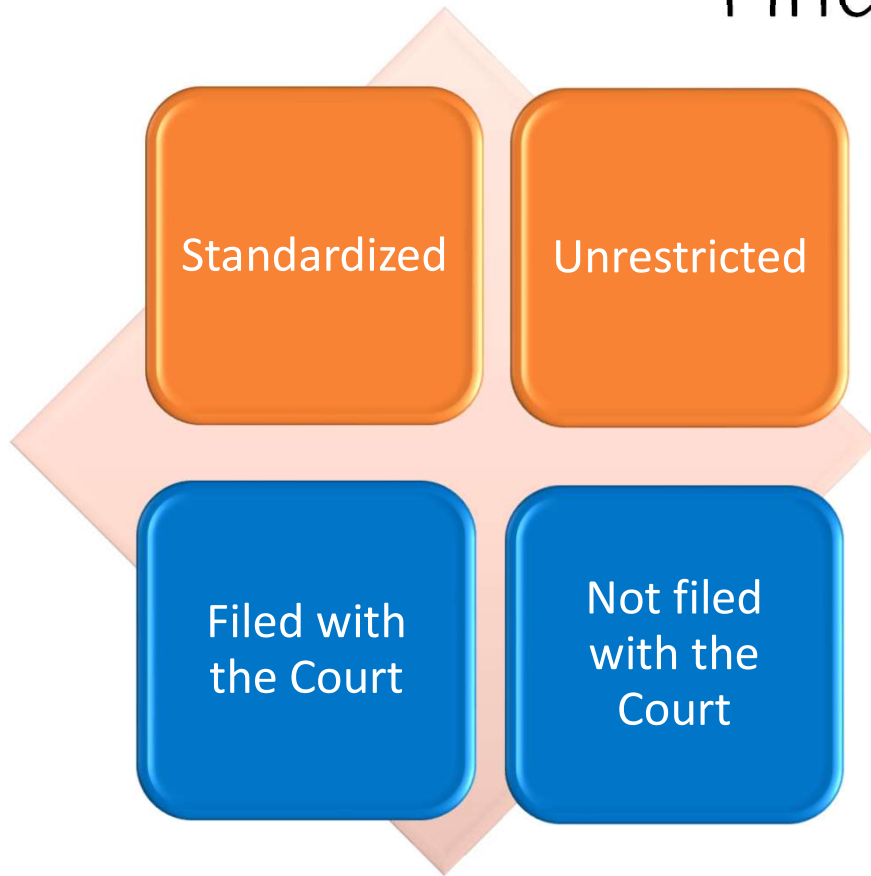 Standardized
Unrestricted
Filed with
the Court
Not filed
with the
Court